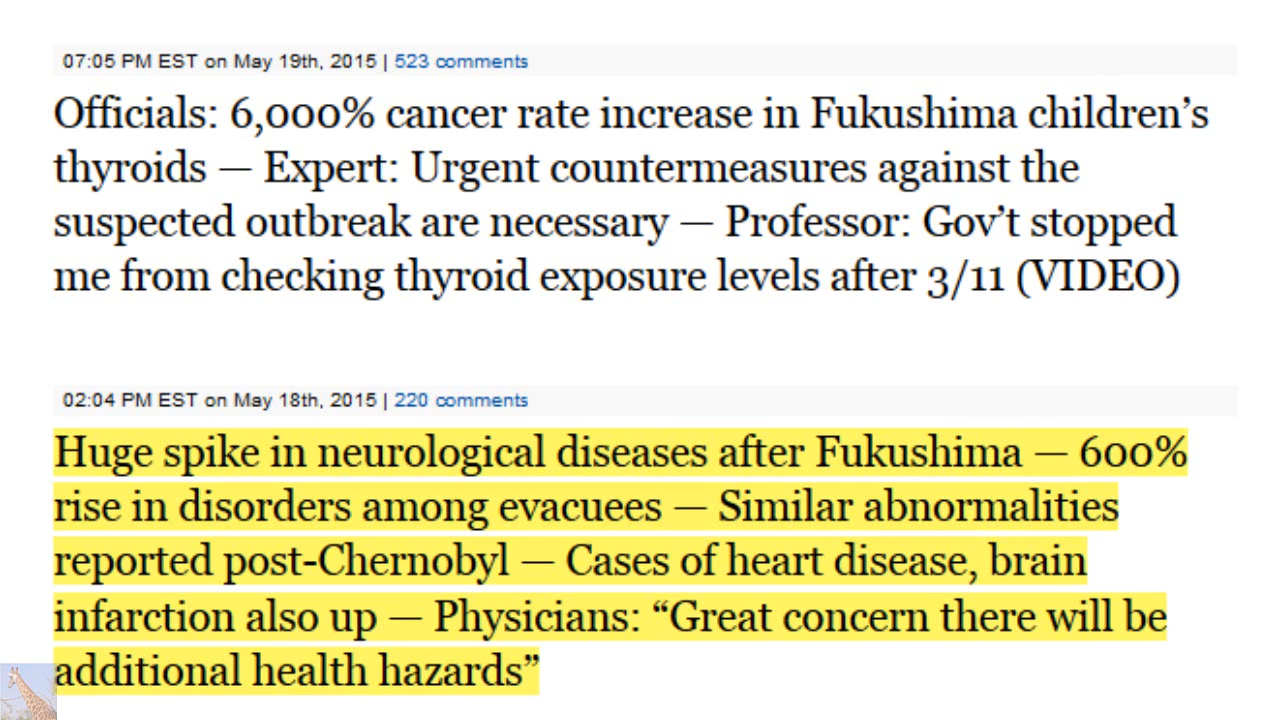 07:05 PM EST on May 19th, 2015 | 523 comments
Officials: 6,000% cancer rate increase in Fukushima children’s
thyroids — Expert: Urgent countermeasures against the
suspected outbreak are necessary — Professor: Gov’t stopped
me from checking thyroid exposure levels after 3/11 (VIDEO)
02:04 PM EST on May 18th, 2015 | 220 comments
Huge spike in neurological diseases after Fukushima — 600%
rise in disorders among evacuees — Similar abnormalities
reported post-Chernobyl — Cases of heart disease, brain
infarction also up — Physicians: “Great concern there will be
additional health hazards”